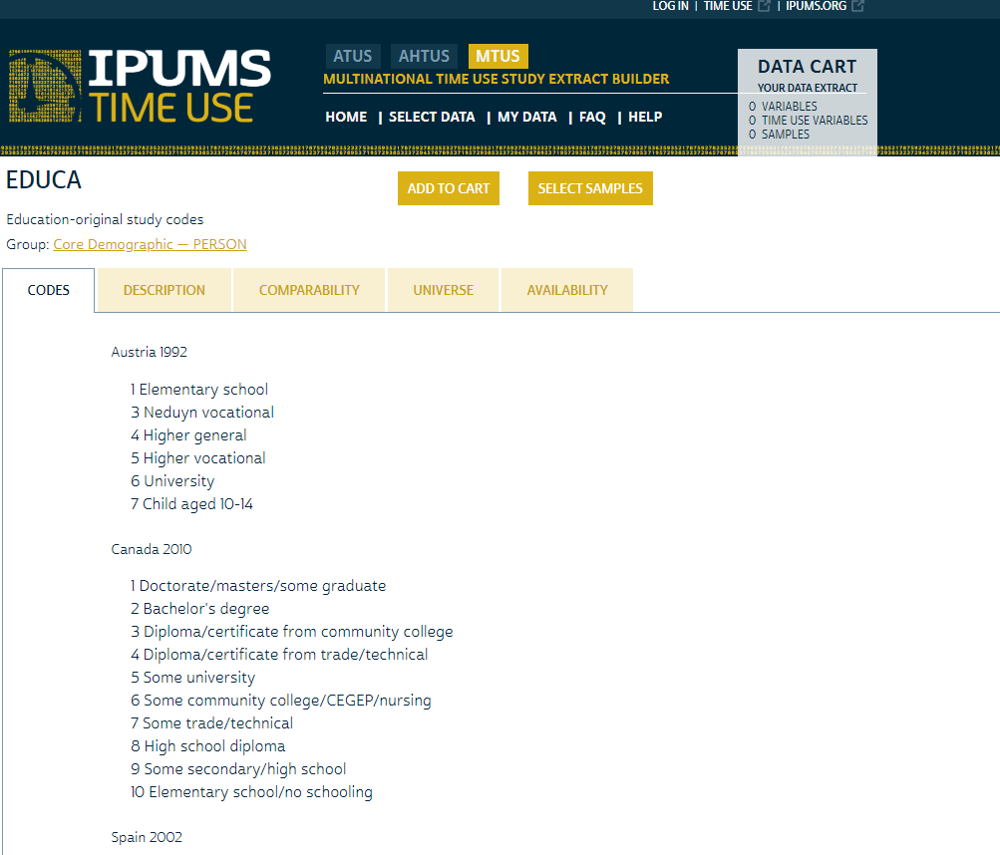 LOG IN | TIME USE | IPUMS.ORG
IPUMS
TIME USE
ATUS AHTUS MTUS
MULTINATIONAL TIME USE STUDY EXTRACT BUILDER
HOME | SELECT DATA | MY DATA | FAQ | HELP
DATA CART
YOUR DATA EXTRACT
0 VARIABLES
0 TIME USE VARIABLES
0 SAMPLES
EDUCA
ADD TO CART
SELECT SAMPLES
Education-original study codes
Group: Core Demographic — PERSON
CODES DESCRIPTION COMPARABILITY UNIVERSE AVAILABILITY
Austria 1992
1 Elementary school
3 Neduyn vocational
4 Higher general
5 Higher vocational
6 University
7 Child aged 10-14
Canada 2010
1 Doctorate/masters/some graduate
2 Bachelor's degree
3 Diploma/certificate from community college
4 Diploma/certificate from trade/technical
5 Some university
6 Some community college/CEGEP/nursing
7 Some trade/technical
8 High school diploma
9 Some secondary/high school
10 Elementary school/no schooling
Spain 2002